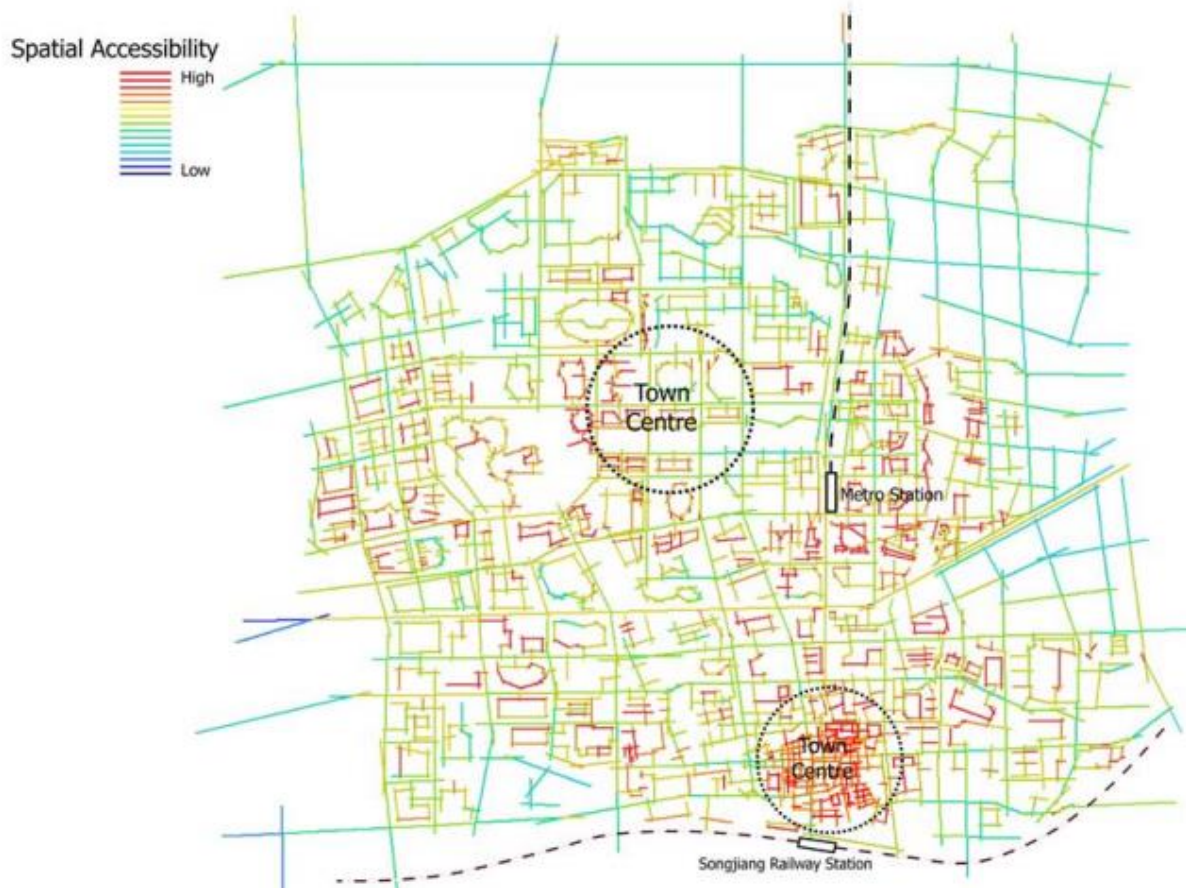 Spatial Accessibility
High
Low
Town
Centre
Metro Station
Town
Centre
Songjiang Railway Station